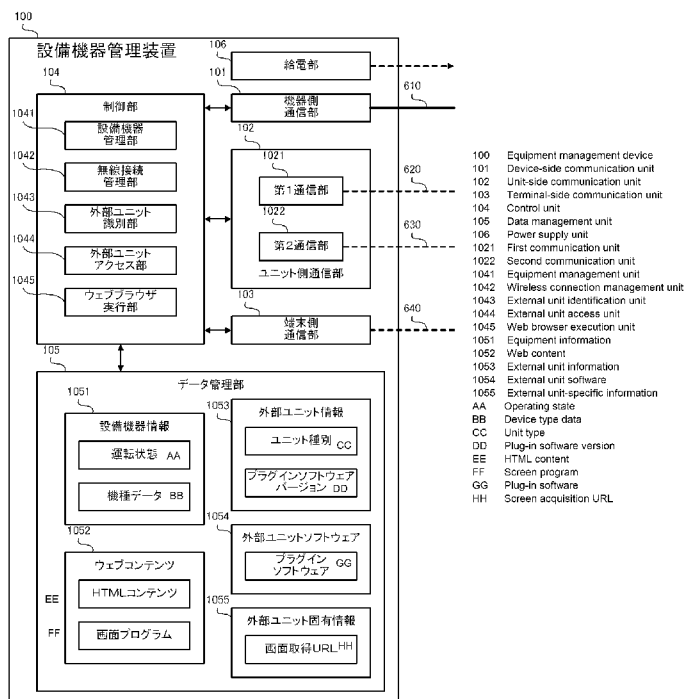 100
設備機器管理装置
106
給電部
104
制御部
101
機器側
通信部
610
1041
設備機器
管理部
102
1042
無線接続
管理部
1021
第1通信部
620
1043
外部ユニット
識別部
1022
第2通信部
630
1044
外部ユニット
アクセス部
ユニット側通信部
1045
ウェブブラウザ
実行部
103
端末側
通信部
640
105
データ管理部
1051
設備機器情報
運転状態 AA
機種データ BB
1053
外部ユニット情報
ユニット種別 CC
プラグインソフトウェア
バージョン DD
1052
ウェブコンテンツ
EE
HTMLコンテンツ
FF
画面プログラム
1054
外部ユニットソフトウェア
プラグイン
ソフトウェア GG
1055
外部ユニット固有情報
画面取得URL HH
100 Equipment management device
101 Device-side communication unit
102 Unit-side communication unit
103 Terminal-side communication unit
104 Control unit
105 Data management unit
106 Power supply unit
1021 First communication unit
1022 Second communication unit
1041 Equipment management unit
1042 Wireless connection management unit
1043 External unit identification unit
1044 External unit access unit
1045 Web browser execution unit
1051 Equipment information
1052 Web content
1053 External unit information
1054 External unit software
1055 External unit-specific information
AA Operating state
BB Device type data
CC Unit type
DD Plug-in software version
EE HTML content
FF Screen program
GG Plug-in software
HH Screen acquisition URL